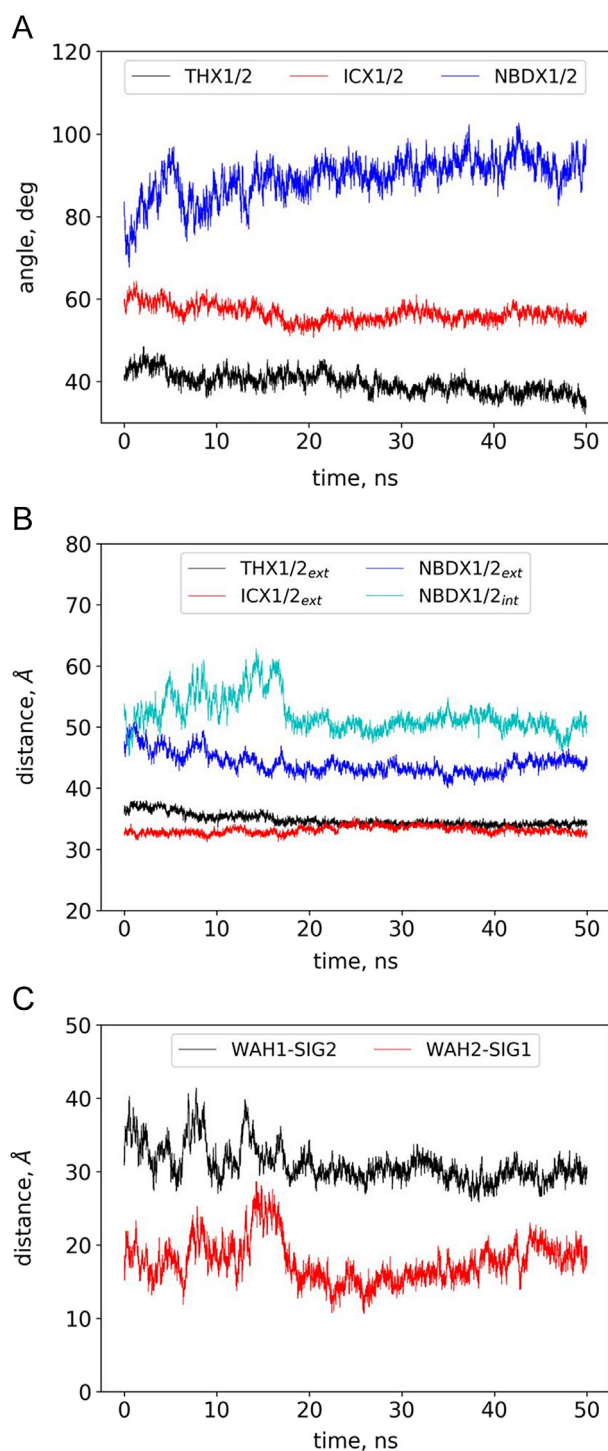 A
120
THX1/2 ICX1/2 NBDX1/2
100
80
60
40
angle, deg
0 10 20 30 40 50
time, ns
B
80
THX1/2ext NBDX1/2ext
ICX1/2ext NBDX1/2int
70
60
50
40
30
20
distance, Å
0 10 20 30 40 50
time, ns
C
50
WAH1-SIG2 WAH2-SIG1
40
30
20
10
0
distance, Å
0 10 20 30 40 50
time, ns